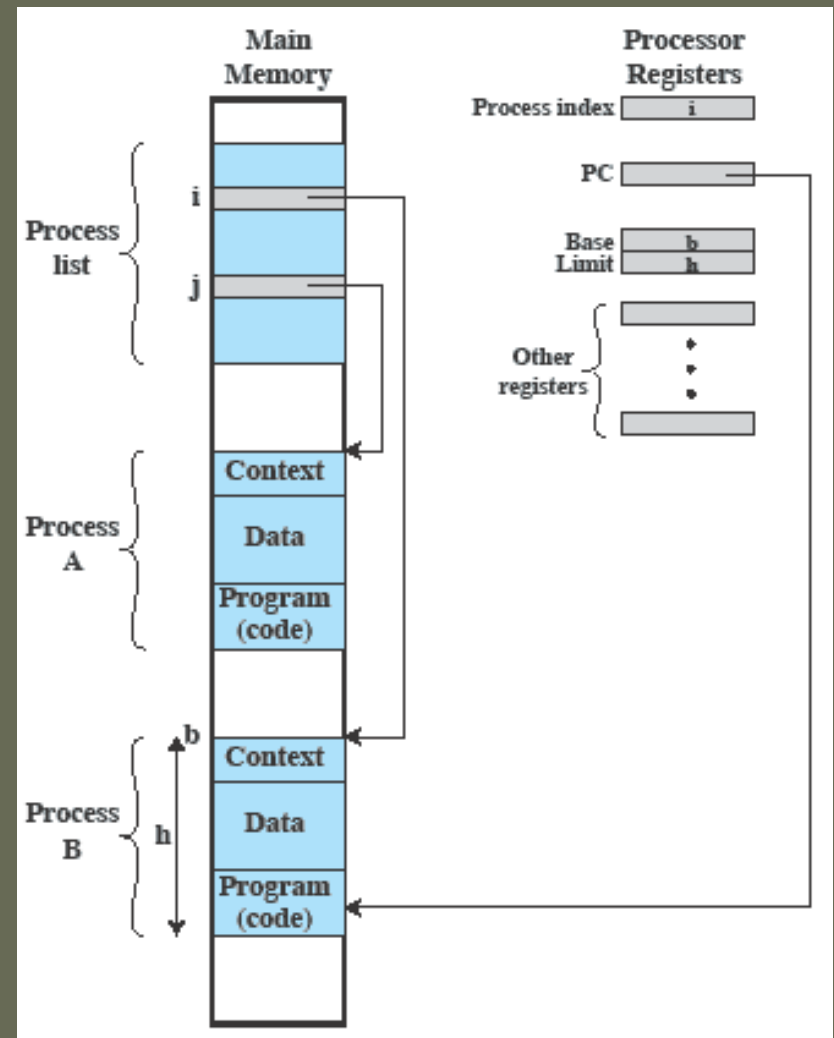 Main
Memory
Processor
Registers
Process index
i
PC
Base
b
Limit
h
Other
registers
i
Process
list
j
Context
Process
A
Data
Program
(code)
b
Context
Process
B
h
Data
Program
(code)